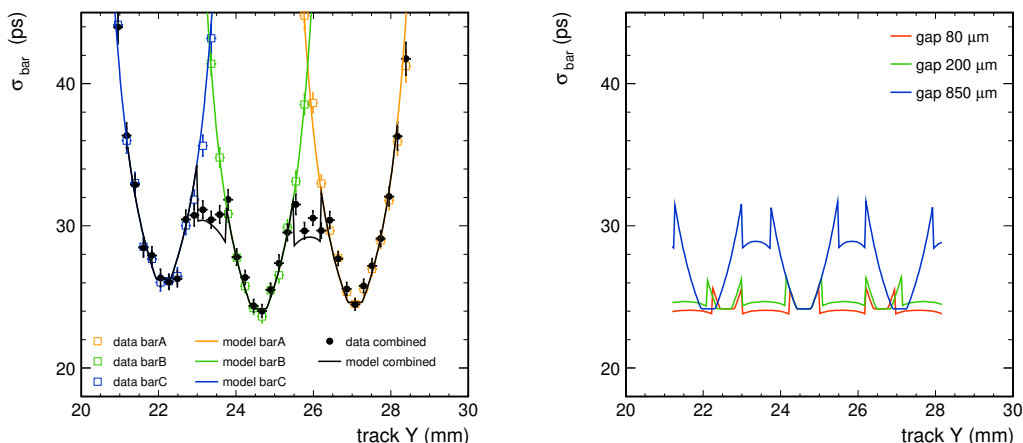 σ bar (ps)
40
30
20
data barA
data barB
data barC
model barA
model barB
model barC
data combined
model combined
20 22 24 26 28 30
track Y (mm)
σ bar (ps)
40
30
20
gap 80 μm
gap 200 μm
gap 850 μm
20 22 24 26 28 30
track Y (mm)